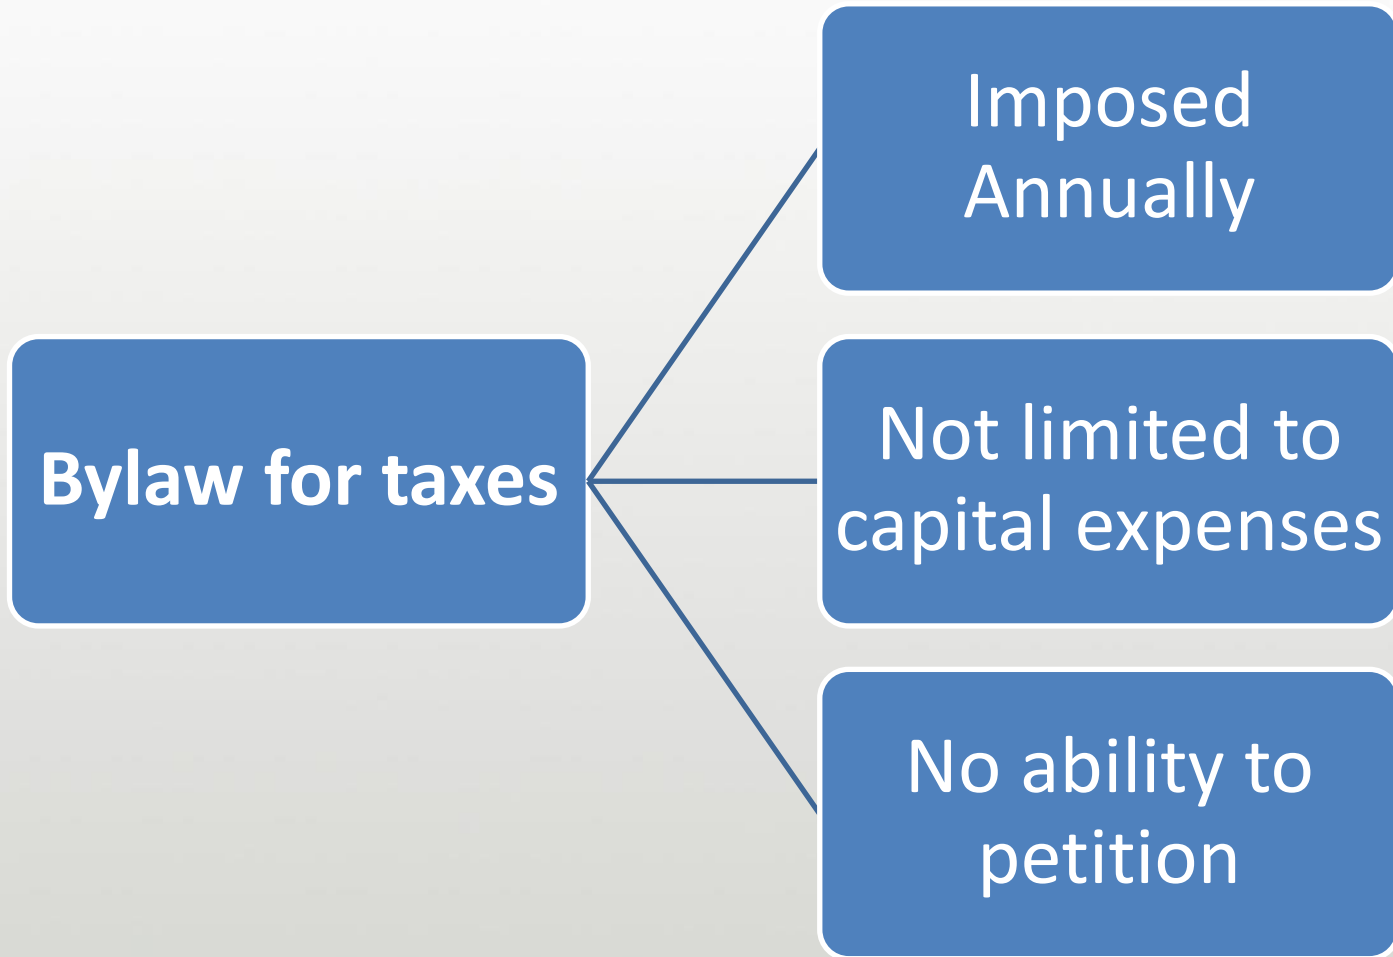 Bylaw for taxes
Imposed
Annually
Not limited to
capital expenses
No ability to
petition